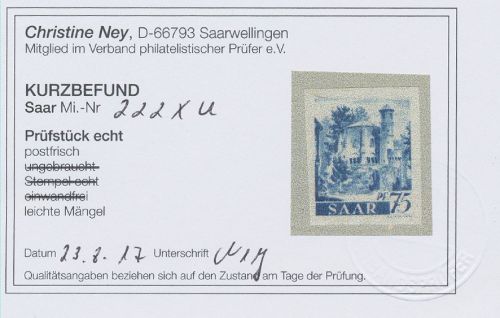 Christine Ney, D-66793 Saarwellingen
Mitglied im Verband philatelistischer Prüfer e.V.
KURZBEFUND
Saar Mi.-Nr 222 X U
Prüfstück echt
postfrisch
ungebraucht
Stempel echt
einwandfrei
leichte Mängel
Pf 75
SAAR
Datum 23.8.17 Unterschrift Ney
Qualitätsangaben beziehen sich auf den Zustand am Tage der Prüfung.